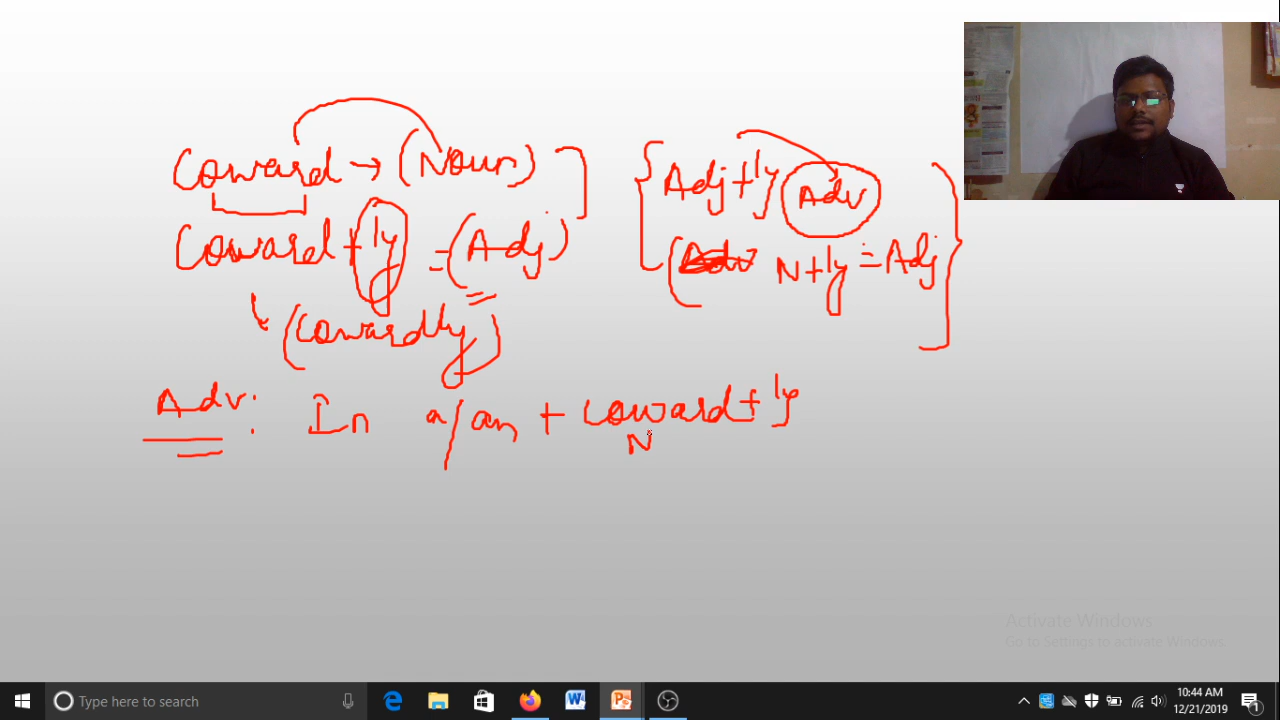 Coward → (Noun)
Coward + ly = (Adj)
(Cowardly)
Adj + ly Adv
N + ly = Adj
Adv: In a/an + Coward + ly
N
Activate Windows
Go to Settings to activate Windows
Type here to search
10:44 AM
12/21/2019